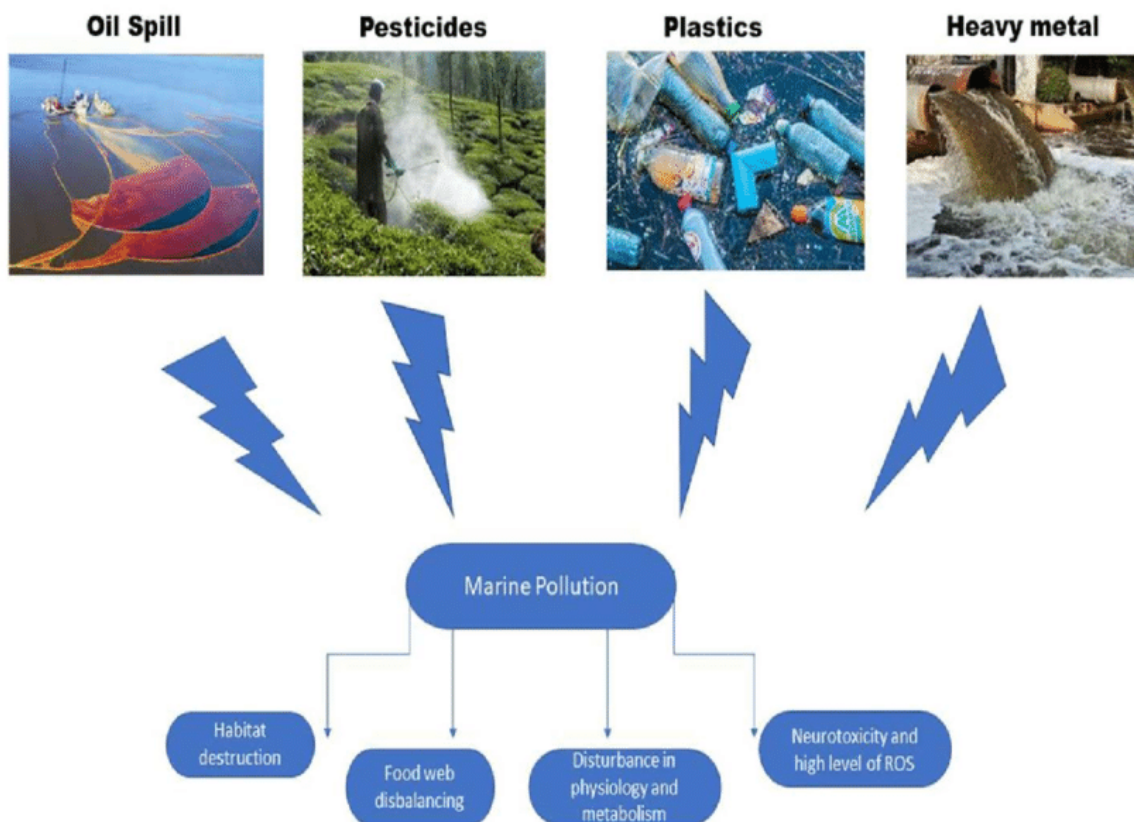 Oil Spill
Pesticides
Plastics
Heavy metal
Marine Pollution
Habitat
destruction
Food web
disbalancing
Disturbance in
physiology and
metabolism
Neurotoxicity and
high level of ROS